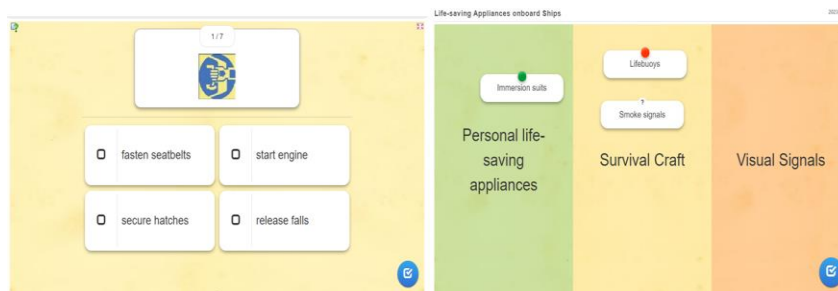 1 / 7
fasten seatbelts
start engine
secure hatches
release falls
Life-saving Appliances onboard Ships
Immersion suits
Lifebuoys
?
Smoke signals
Personal life-
saving
appliances
Survival Craft
Visual Signals